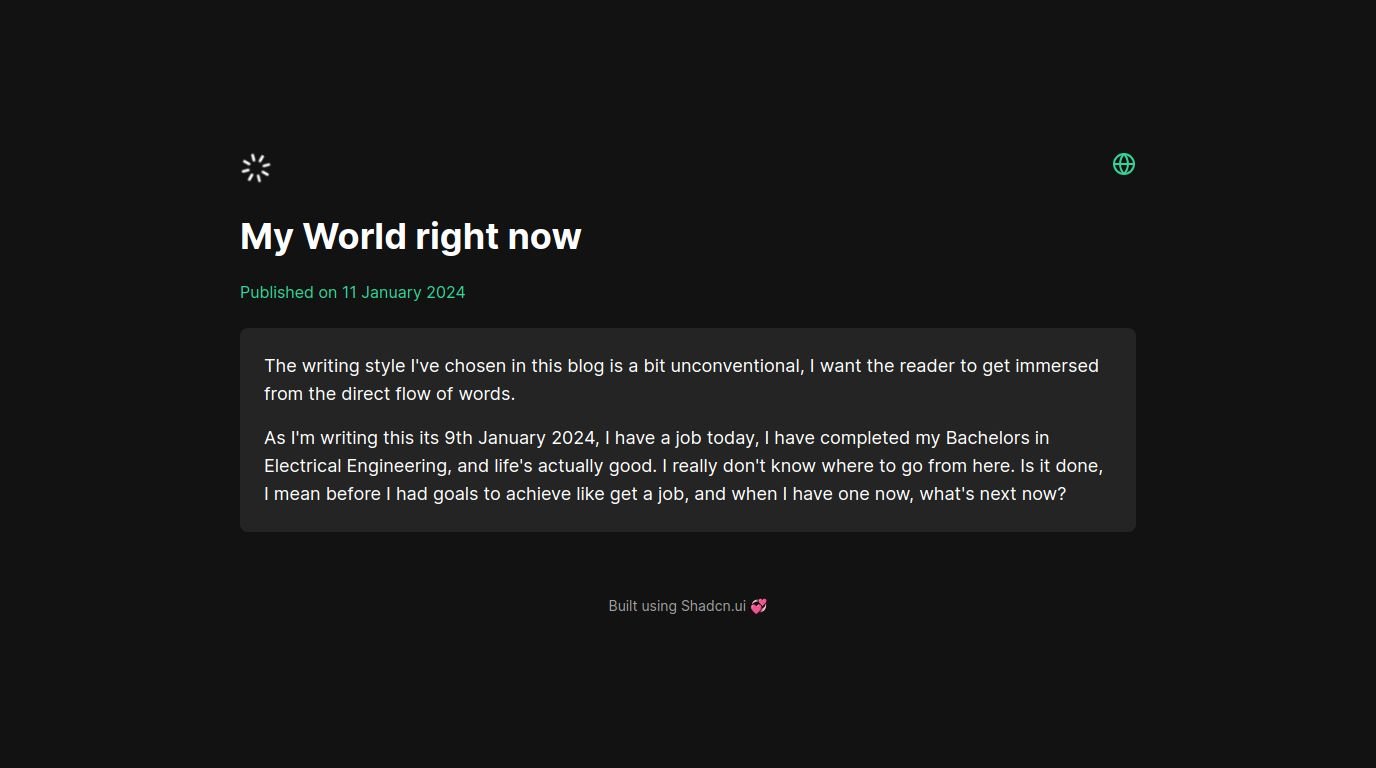 My World right now
Published on 11 January 2024
The writing style I've chosen in this blog is a bit unconventional, I want the reader to get immersed
from the direct flow of words.
As I'm writing this its 9th January 2024, I have a job today, I have completed my Bachelors in
Electrical Engineering, and life's actually good. I really don't know where to go from here. Is it done,
I mean before I had goals to achieve like get a job, and when I have one now, what's next now?
Built using Shadcn.ui 💞